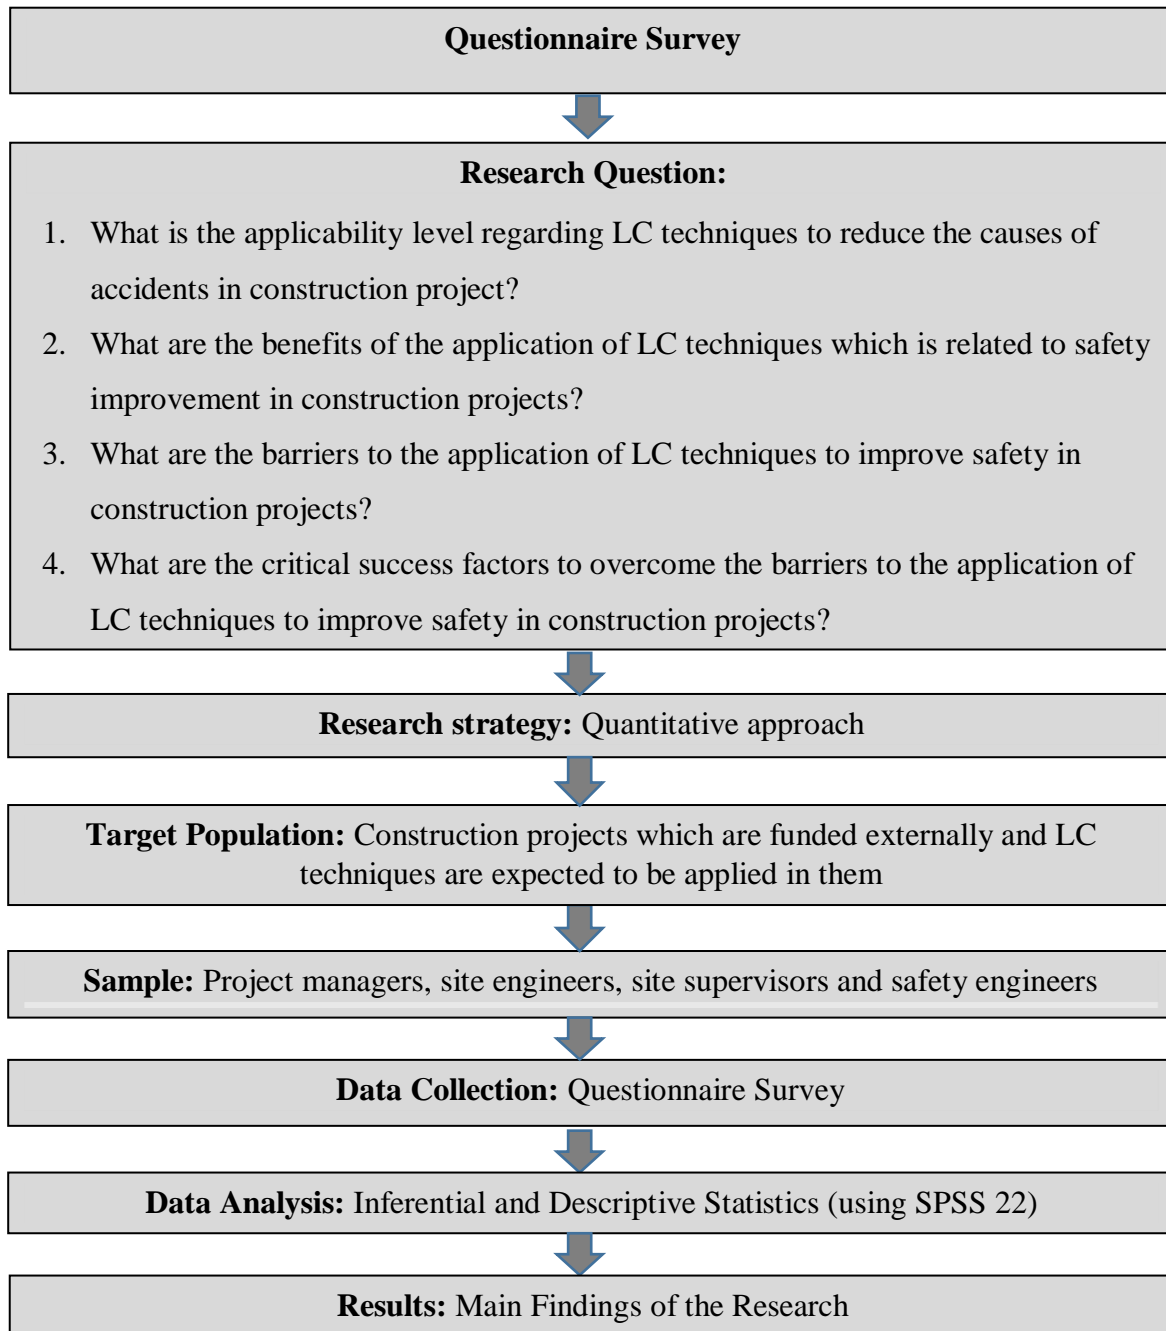 Questionnaire Survey
Research Question:
1. What is the applicability level regarding LC techniques to reduce the causes of
accidents in construction project?
2. What are the benefits of the application of LC techniques which is related to safety
improvement in construction projects?
3. What are the barriers to the application of LC techniques to improve safety in
construction projects?
4. What are the critical success factors to overcome the barriers to the application of
LC techniques to improve safety in construction projects?
Research strategy: Quantitative approach
Target Population: Construction projects which are funded externally and LC
techniques are expected to be applied in them
Sample: Project managers, site engineers, site supervisors and safety engineers
Data Collection: Questionnaire Survey
Data Analysis: Inferential and Descriptive Statistics (using SPSS 22)
Results: Main Findings of the Research